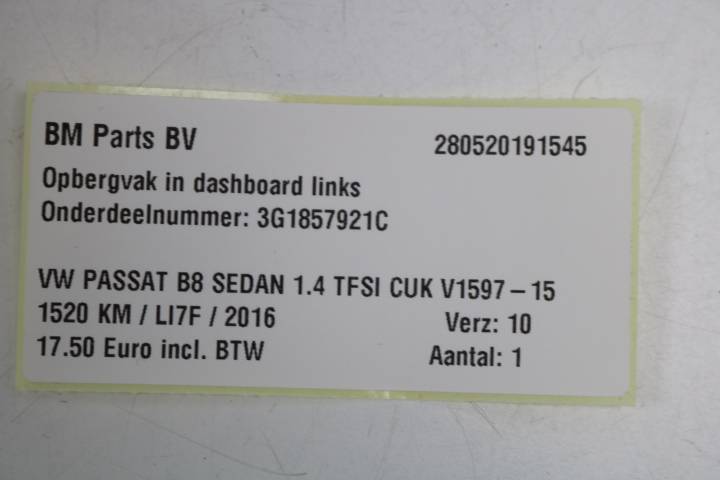 BM Parts BV 280520191545
Opbergvak in dashboard links
Onderdeelnummer: 3G1857921C
VW PASSAT B8 SEDAN 1.4 TFSI CUK V1597-15
1520 KM / LI7F / 2016 Verz: 10
17.50 Euro incl. BTW Aantal: 1